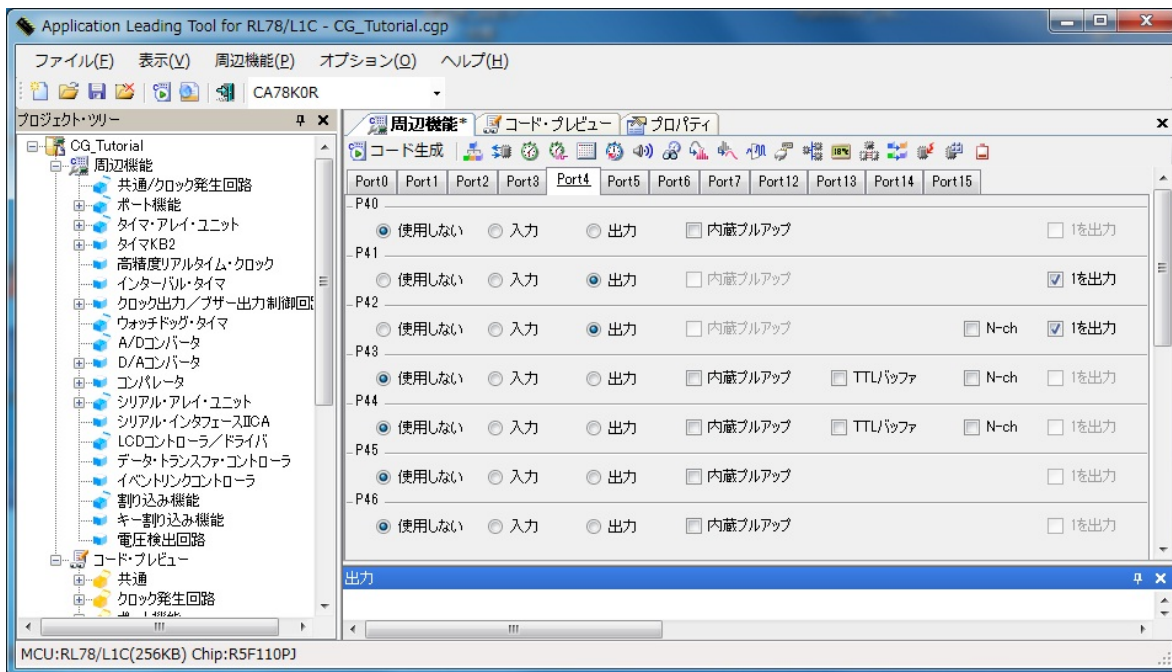 Application Leading Tool for RL78/L1C - CG_Tutorial.cgp
ファイル(F) 表示(V) 周辺機能(P) オプション(O) ヘルプ(H)
CA78K0R
プロジェクト・ツリー
CG_Tutorial
周辺機能
共通/クロック発生回路
ポート機能
タイマ・アレイ・ユニット
タイマKB2
高精度リアルタイム・クロック
インターバル・タイマ
クロック出力/ブザー出力制御回
ウォッチドッグ・タイマ
A/Dコンバータ
D/Aコンバータ
コンパレータ
シリアル・アレイ・ユニット
シリアル・インタフェースIICA
LCDコントローラ/ドライバ
データ・トランスファ・コントローラ
イベントリンクコントローラ
割り込み機能
キー割り込み機能
電圧検出回路
コード・プレビュー
共通
クロック発生回路
周辺機能* コード・プレビュー プロパティ
コード生成
Port0 Port1 Port2 Port3 Port4 Port5 Port6 Port7 Port12 Port13 Port14 Port15
P40
使用しない 入力 出力 内蔵プルアップ 1を出力
P41
使用しない 入力 出力 内蔵プルアップ 1を出力
P42
使用しない 入力 出力 内蔵プルアップ N-ch 1を出力
P43
使用しない 入力 出力 内蔵プルアップ TTLバッファ N-ch 1を出力
P44
使用しない 入力 出力 内蔵プルアップ TTLバッファ N-ch 1を出力
P45
使用しない 入力 出力 内蔵プルアップ 1を出力
P46
使用しない 入力 出力 内蔵プルアップ 1を出力
出力
MCU:RL78/L1C(256KB) Chip:R5F110PJ